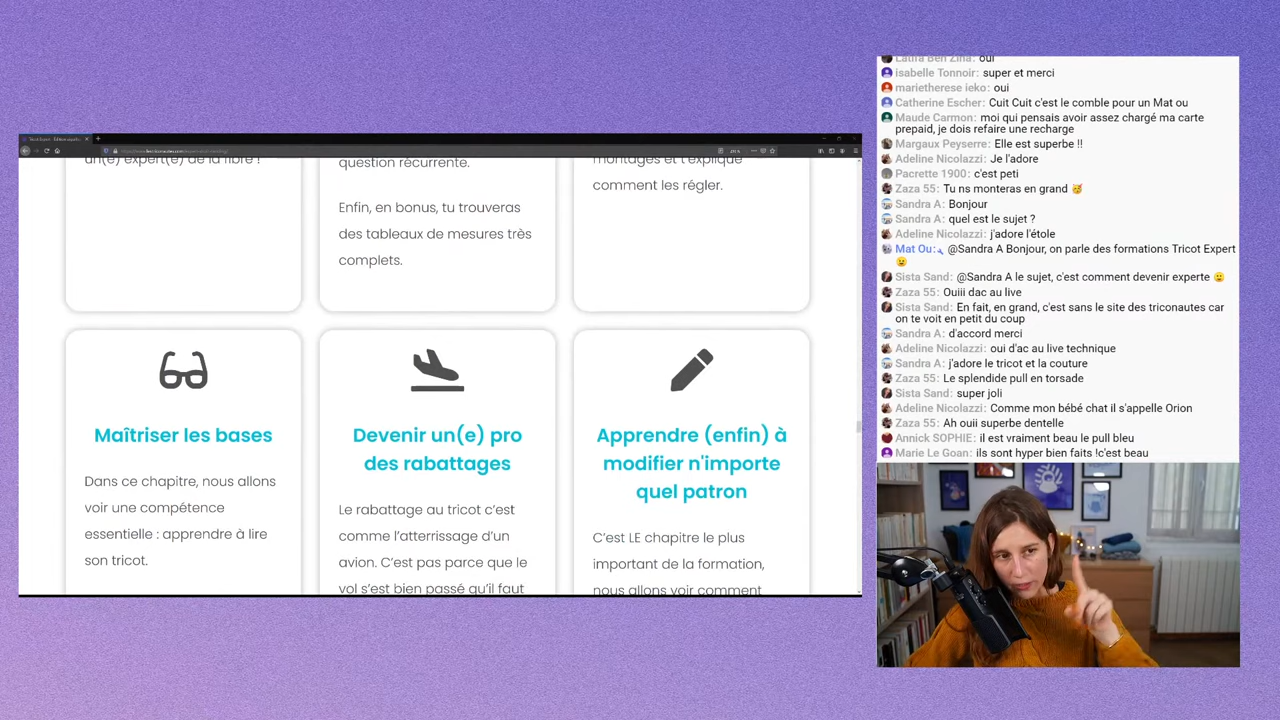 un(e) expert(e) de la fibre !
question récurrente.
Enfin, en bonus, tu trouveras
des tableaux de mesures très
complets.
montages et t'explique
comment les régler.
Maîtriser les bases
Dans ce chapitre, nous allons
voir une compétence
essentielle : apprendre à lire
son tricot.
Devenir un(e) pro
des rabattages
Le rabattage au tricot c'est
comme l'atterrissage d'un
avion. C'est pas parce que le
vol s'est bien passé qu'il faut
Apprendre (enfin) à
modifier n'importe
quel patron
C'est LE chapitre le plus
important de la formation,
nous allons voir comment
Latifa Ben Zina: oui
isabelle Tonnoir: super et merci
marietherese ieko: oui
Catherine Escher: Cuit Cuit c'est le comble pour un Mat ou
Maude Carmon: moi qui pensais avoir assez chargé ma carte
prepaid, je dois refaire une recharge
Margaux Peyserre: Elle est superbe !!
Adeline Nicolazzi: Je l'adore
Pacrette 1900: c'est peti
Zaza 55: Tu ns monteras en grand 🥳
Sandra A: Bonjour
Sandra A: quel est le sujet ?
Adeline Nicolazzi: j'adore l'étole
Mat Ou: @Sandra A Bonjour, on parle des formations Tricot Expert
Sista Sand: @Sandra A le sujet, c'est comment devenir experte
Zaza 55: Ouiii dac au live
Sista Sand: En fait, en grand, c'est sans le site des triconautes car
on te voit en petit du coup
Sandra A: d'accord merci
Adeline Nicolazzi: oui d'ac au live technique
Sandra A: j'adore le tricot et la couture
Zaza 55: Le splendide pull en torsade
Sista Sand: super joli
Adeline Nicolazzi: Comme mon bébé chat il s'appelle Orion
Zaza 55: Ah ouii superbe dentelle
Annick SOPHIE: il est vraiment beau le pull bleu
Marie Le Goan: ils sont hyper bien faits !c'est beau